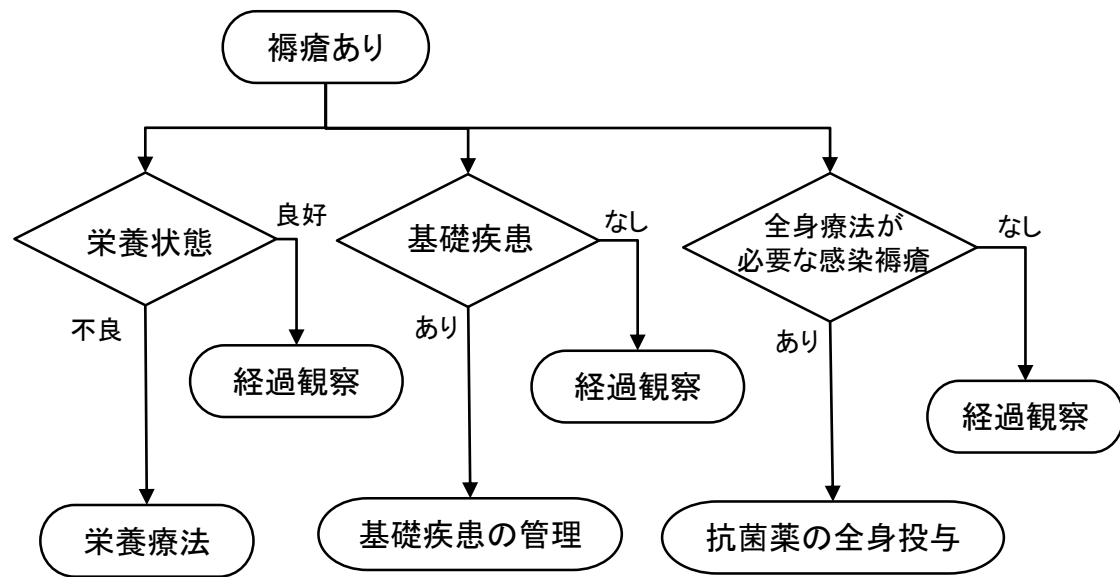 褥瘡あり
栄養状態
良好
不良
経過観察
栄養療法
基礎疾患
なし
あり
経過観察
基礎疾患の管理
全身療法が
必要な感染褥瘡
なし
あり
経過観察
抗菌薬の全身投与